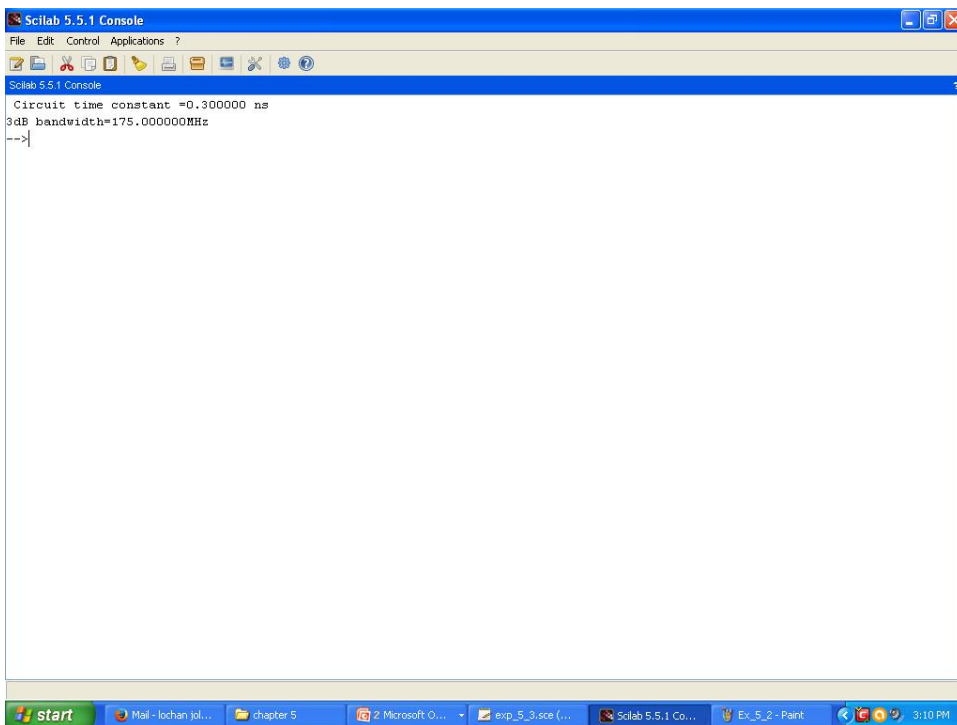 Scilab 5.5.1 Console
File Edit Control Applications ?
Scilab 5.5.1 Console ?
Circuit time constant =0.300000 ns
3dB bandwidth=175.000000MHz
-->
start Mail - lochan jol... chapter 5 2 Microsoft O... exp_5_3.sce (... Scilab 5.5.1 Co... Ex_5_2 - Paint 3:10 PM